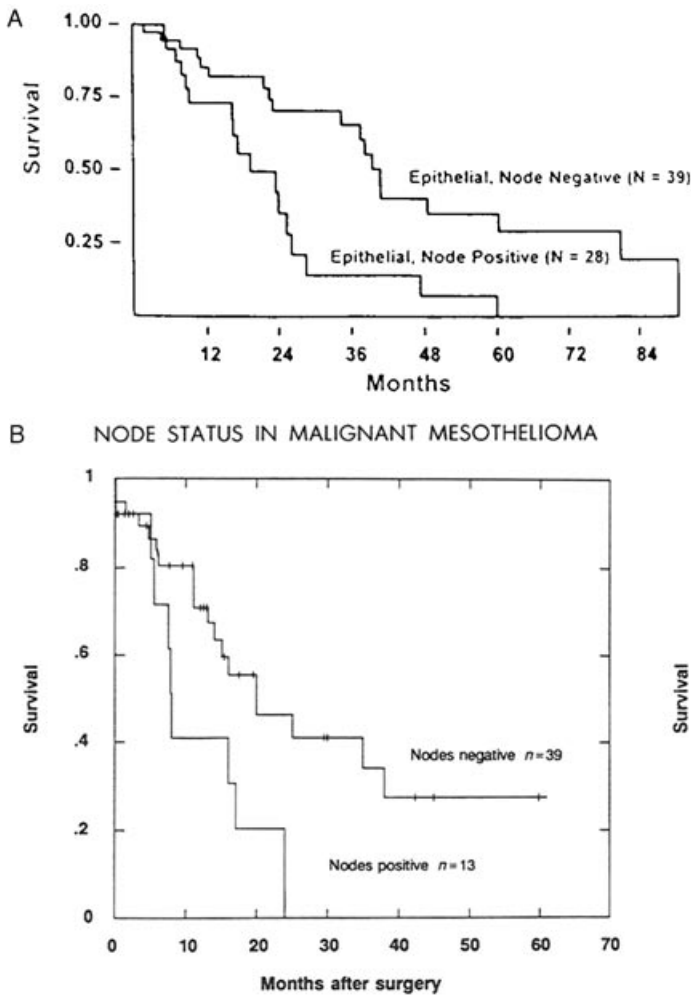 A
1.00
0.75
0.50
0.25
Survival
Epithelial, Node Negative (N = 39)
Epithelial, Node Positive (N = 28)
12 24 36 48 60 72 84
Months
B NODE STATUS IN MALIGNANT MESOTHELIOMA
1
.8
.6
.4
.2
0
Survival
Survival
Nodes negative n=39
Nodes positive n=13
0 10 20 30 40 50 60 70
Months after surgery